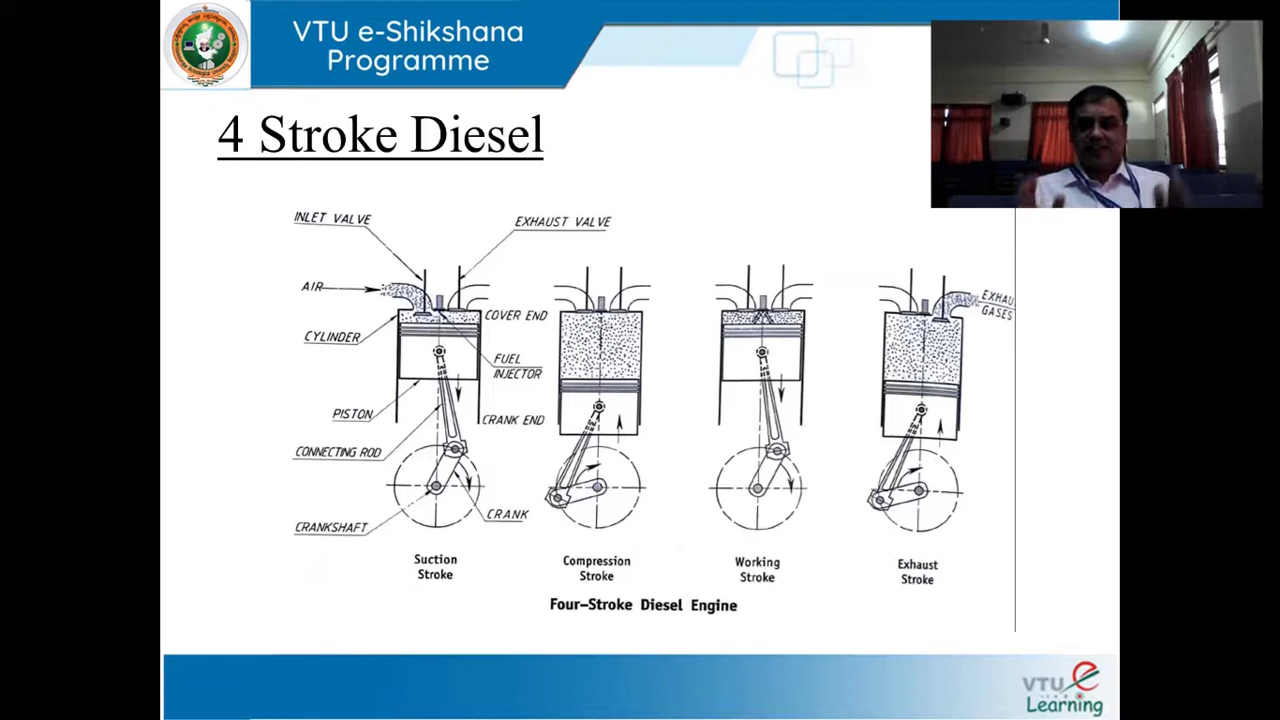 VTU e-Shikshana
Programme
4 Stroke Diesel
INLET VALVE
EXHAUST VALVE
AIR
COVER END
EXHAU
GASES
CYLINDER
FUEL
INJECTOR
PISTON
CRANK END
CONNECTING ROD
CRANKSHAFT
CRANK
Suction
Stroke
Compression
Stroke
Working
Stroke
Exhaust
Stroke
Four-Stroke Diesel Engine
VTU e
Learning